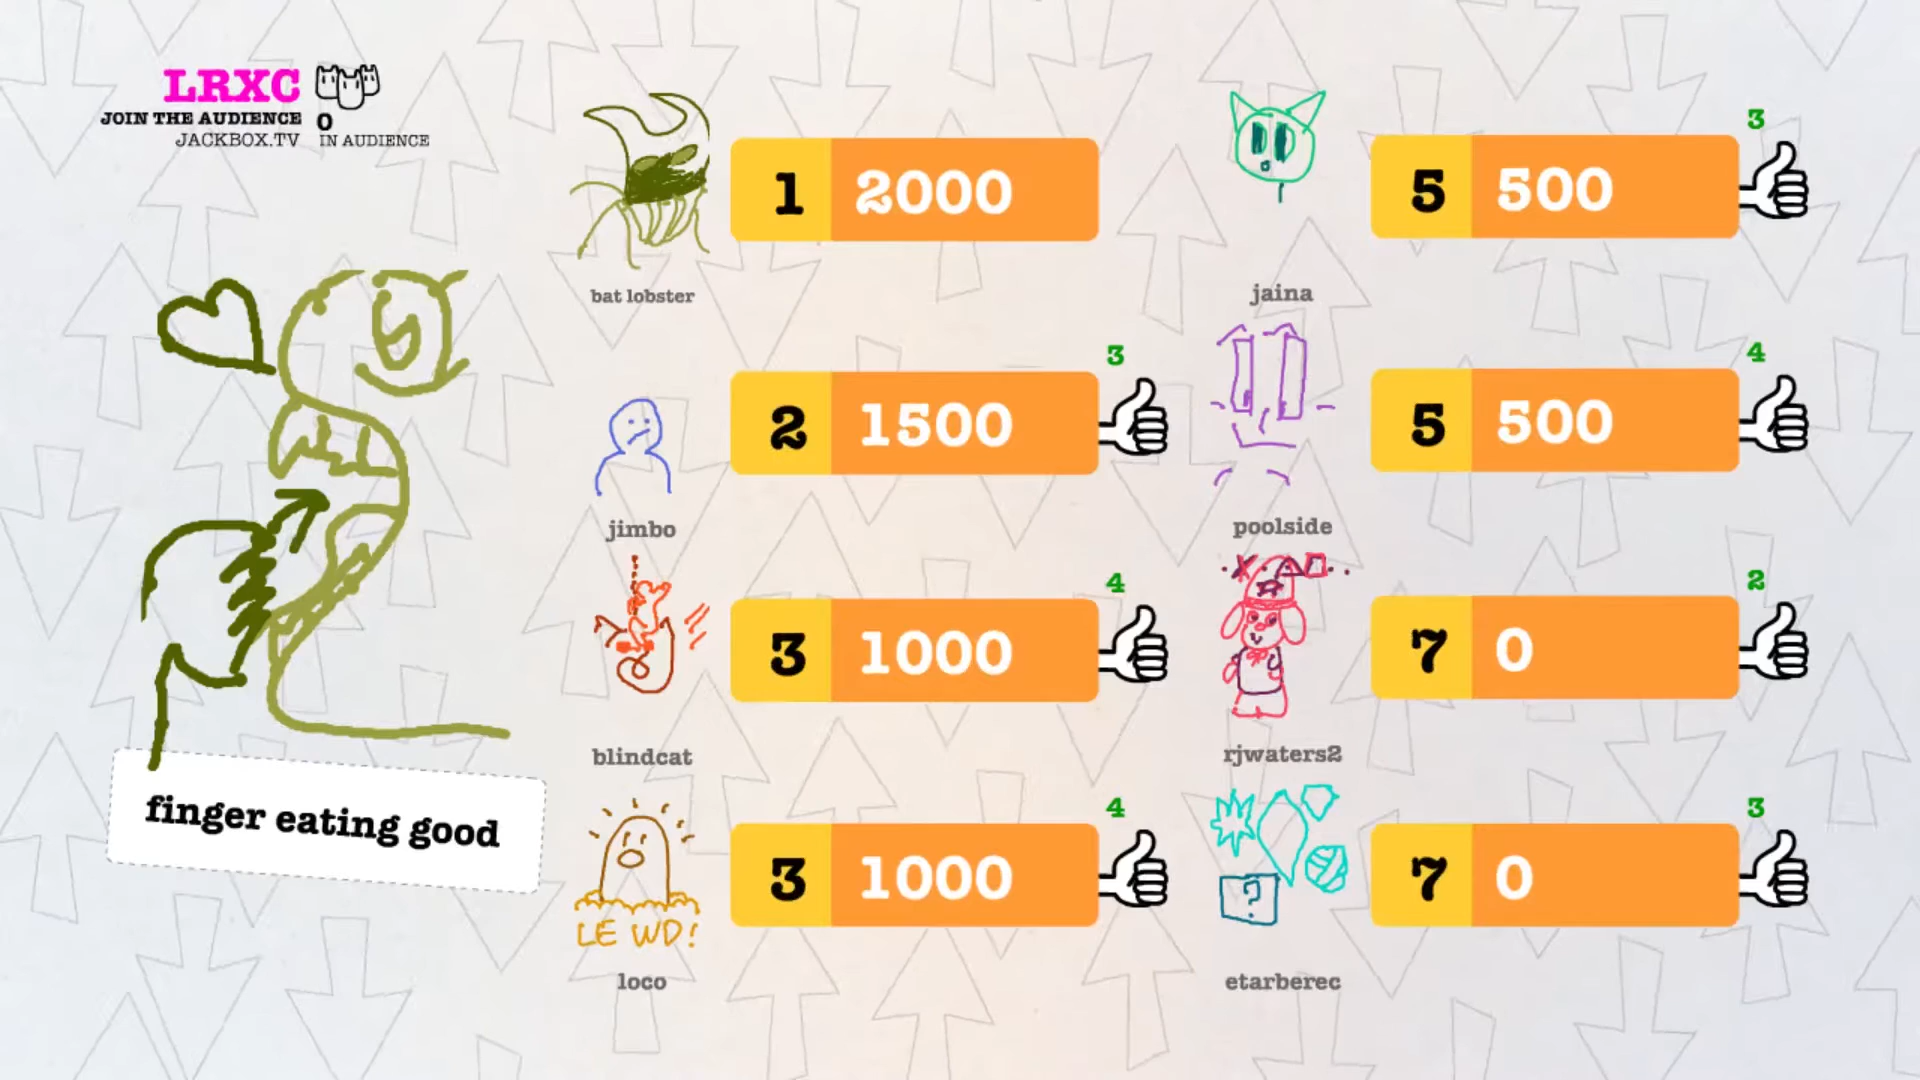 LRXC
JOIN THE AUDIENCE
JACKBOX.TV
0
IN AUDIENCE
finger eating good
1 2000
bat lobster
3
2 1500
jimbo
4
3 1000
blindcat
4
3 1000
LE WD!
loco
3
5 500
jaina
4
5 500
poolside
2
7 0
rjwaters2
3
7 0
?
etarberec